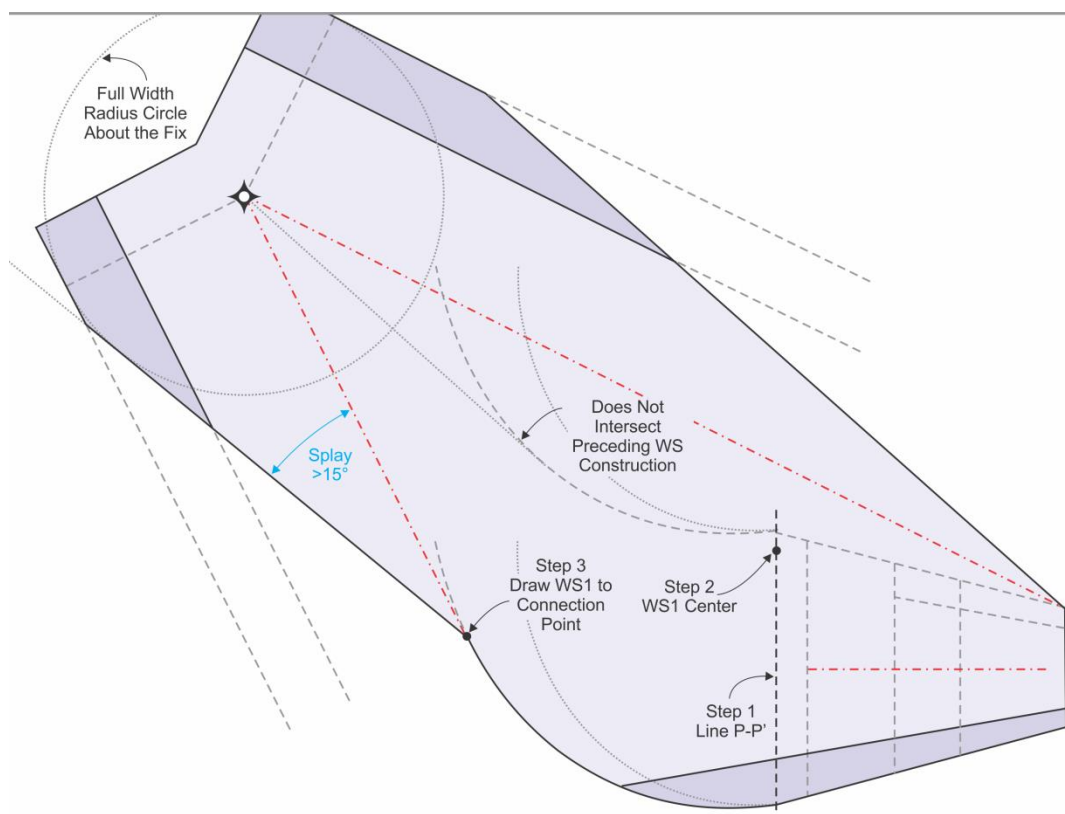 Full Width
Radius Circle
About the Fix
Does Not
Intersect
Preceding WS
Construction
Splay
>15°
Step 3
Draw WS1 to
Connection
Point
Step 2
WS1 Center
Step 1
Line P-P’